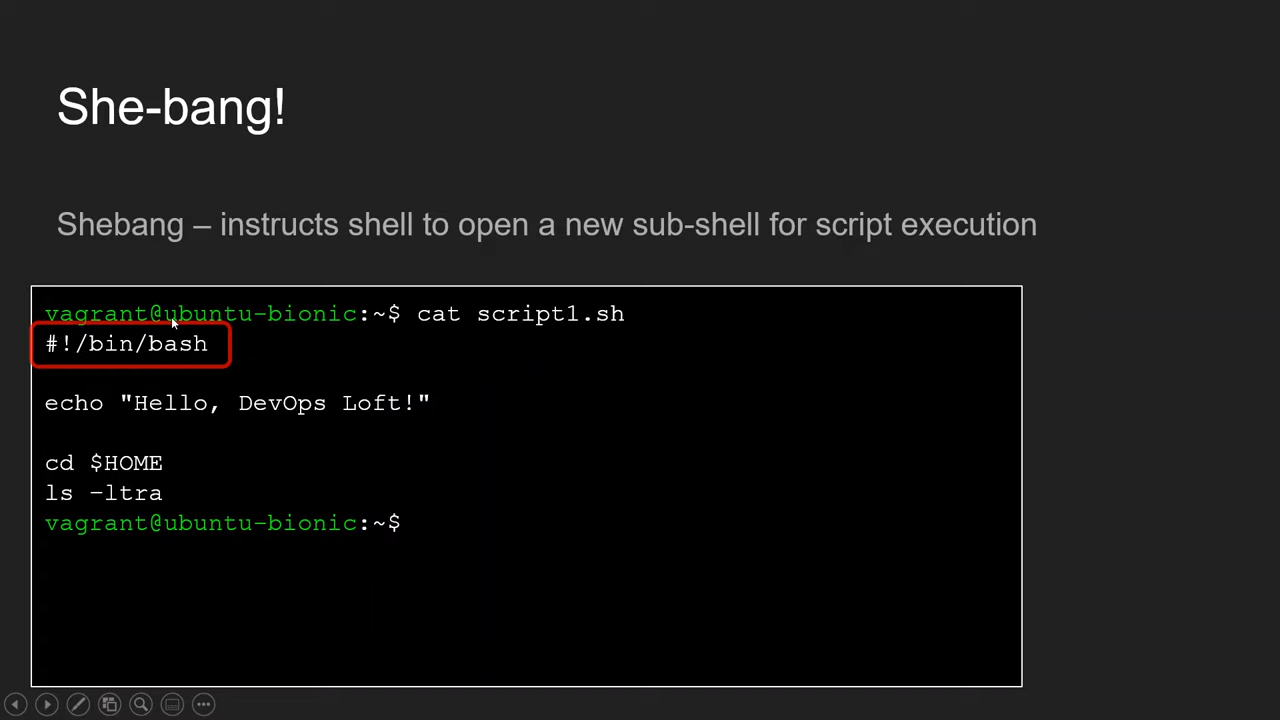 She-bang!
Shebang – instructs shell to open a new sub-shell for script execution
vagrant@ubuntu-bionic:~$ cat script1.sh
#!/bin/bash
echo "Hello, DevOps Loft!"
cd $HOME
ls -ltra
vagrant@ubuntu-bionic:~$